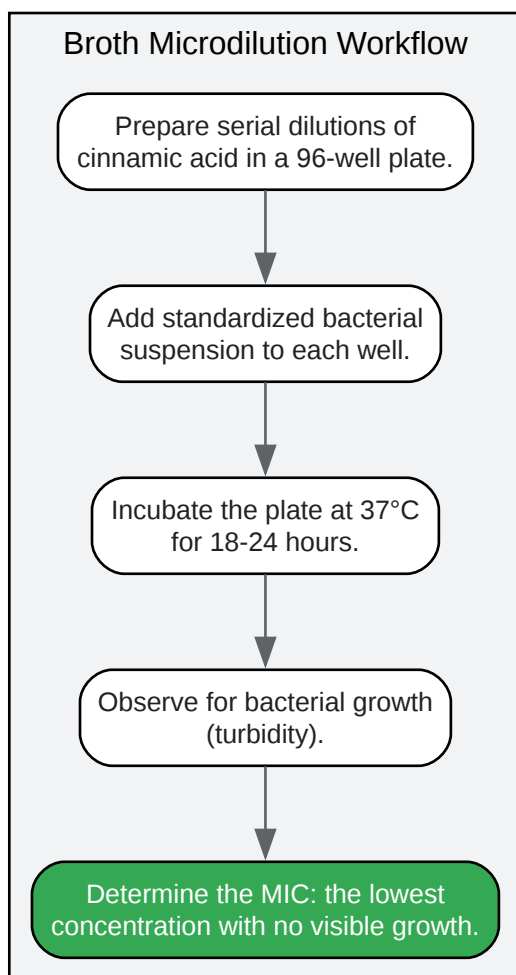 Broth Microdilution Workflow
Prepare serial dilutions of
cinnamic acid in a 96-well plate.
Add standardized bacterial
suspension to each well.
Incubate the plate at 37°C
for 18-24 hours.
Observe for bacterial growth
(turbidity).
Determine the MIC: the lowest
concentration with no visible growth.